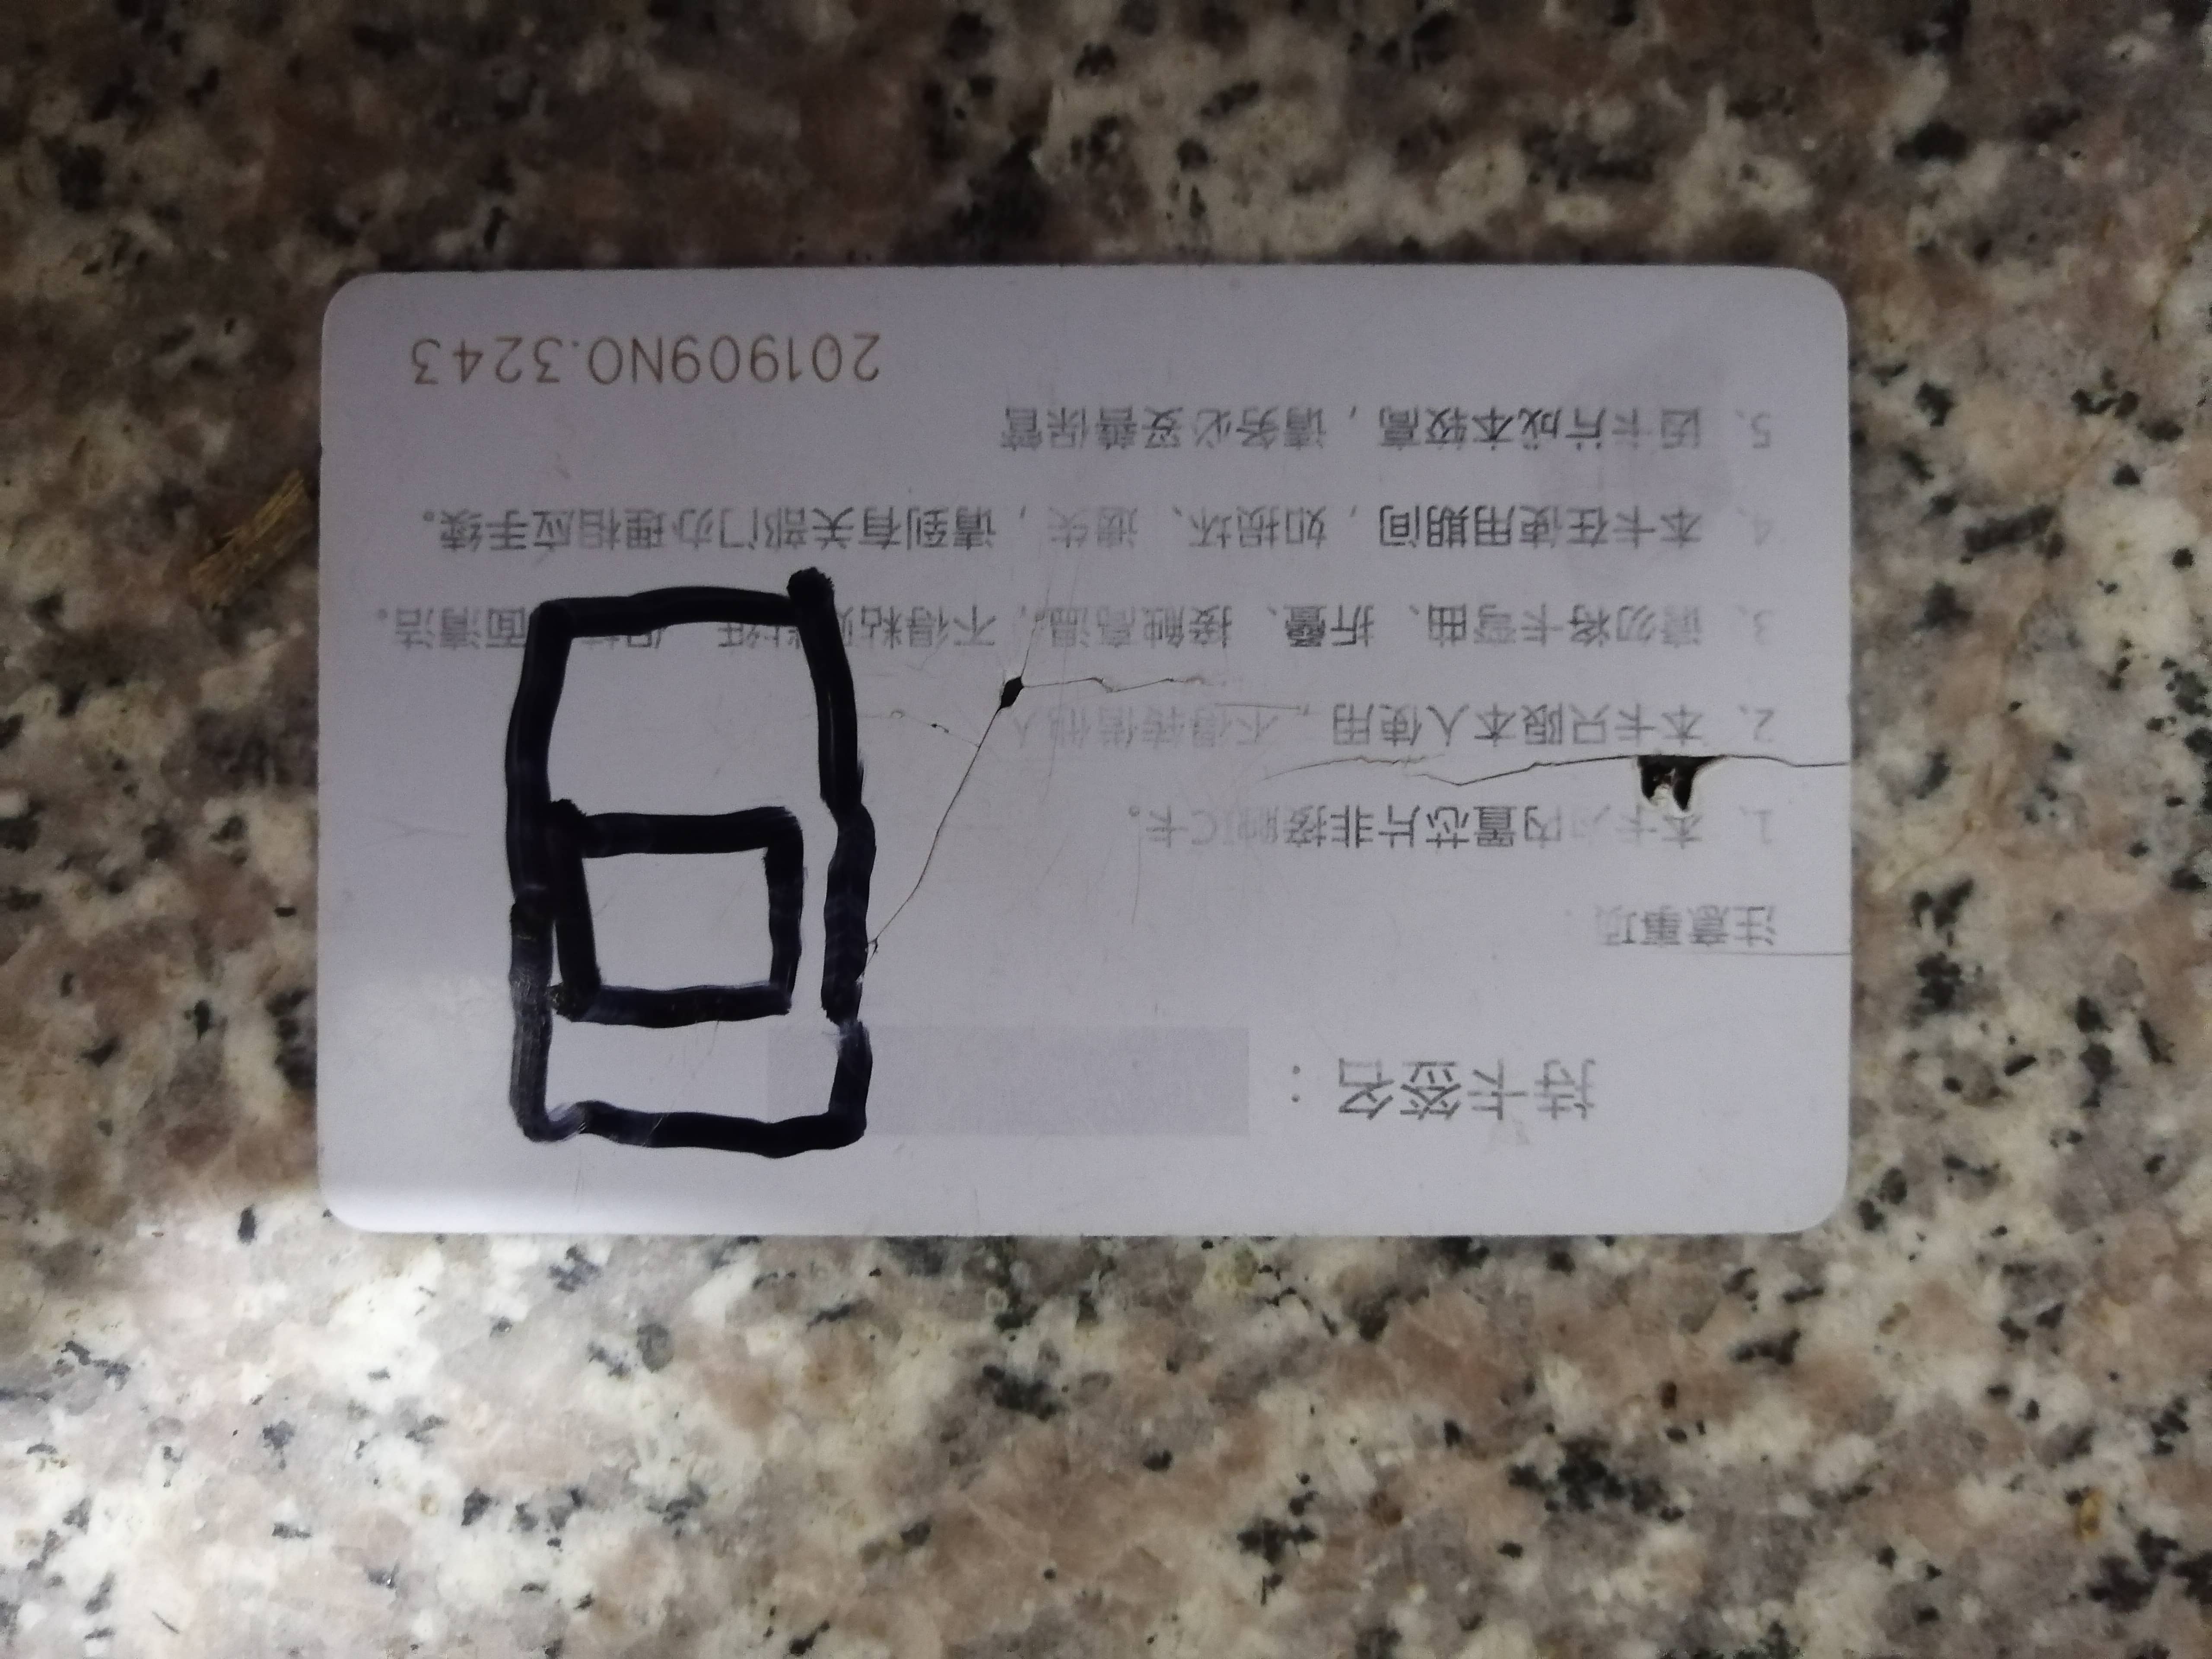 持卡签名：
注意事项：
1、本卡为内置芯片非接触IC卡。
2、本卡只限本人使用，不得转借他人
3、请勿将卡弯曲、折叠、接触高温，不得粘贴 纸 保 面清洁。
4、本卡在使用期间，如损坏、遗失，请到有关部门办理相应手续。
5、因卡片成本较高，请务必妥善保管
201909NO.3243